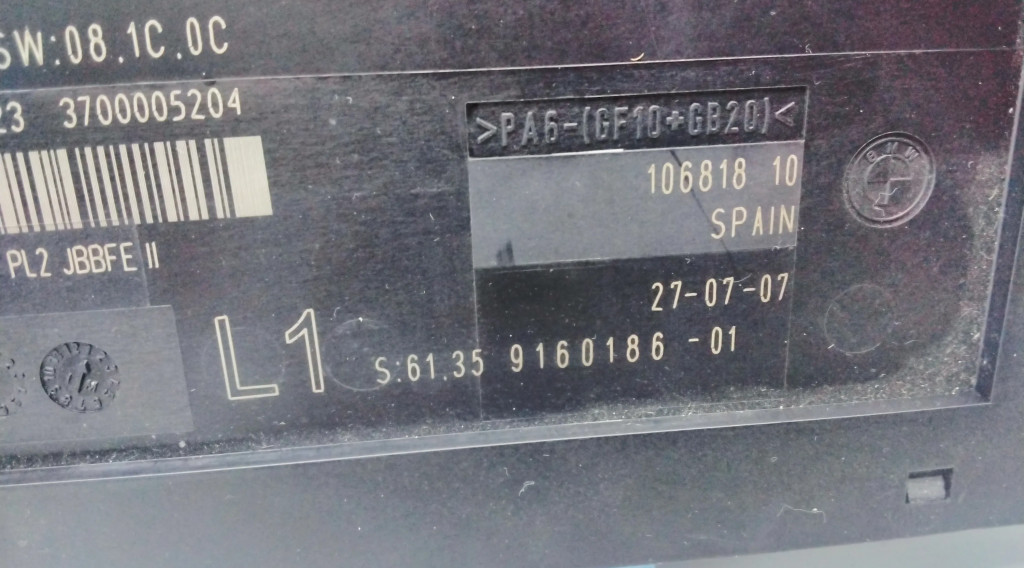 SW:08.1C.0C
23 3700005204
PL2 JBBFE II
L1
>PA6-(GF10+GB20)<
106818 10
SPAIN
27-07-07
S:61.35 9160186 -01
BMW